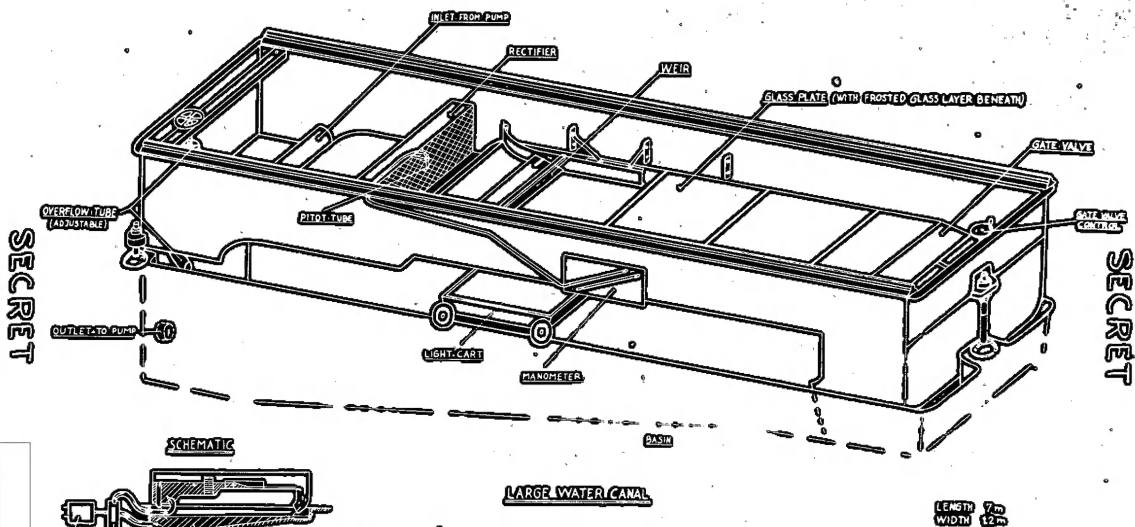 INLET FROM PUMP
RECTIFIER
WEIR
GLASS PLATE (WITH FROSTED GLASS LAYER BENEATH)
GATE VALVE
OVERFLOW TUBE
(ADJUSTABLE)
PITOT TUBE
GATE VALVE
CONTROL
SECRET
SECRET
OUTLET TO PUMP
LIGHT CART
MANOMETER
BASIN
SCHEMATIC
LARGE WATER CANAL
LENGTH 7m
WIDTH 1.2m